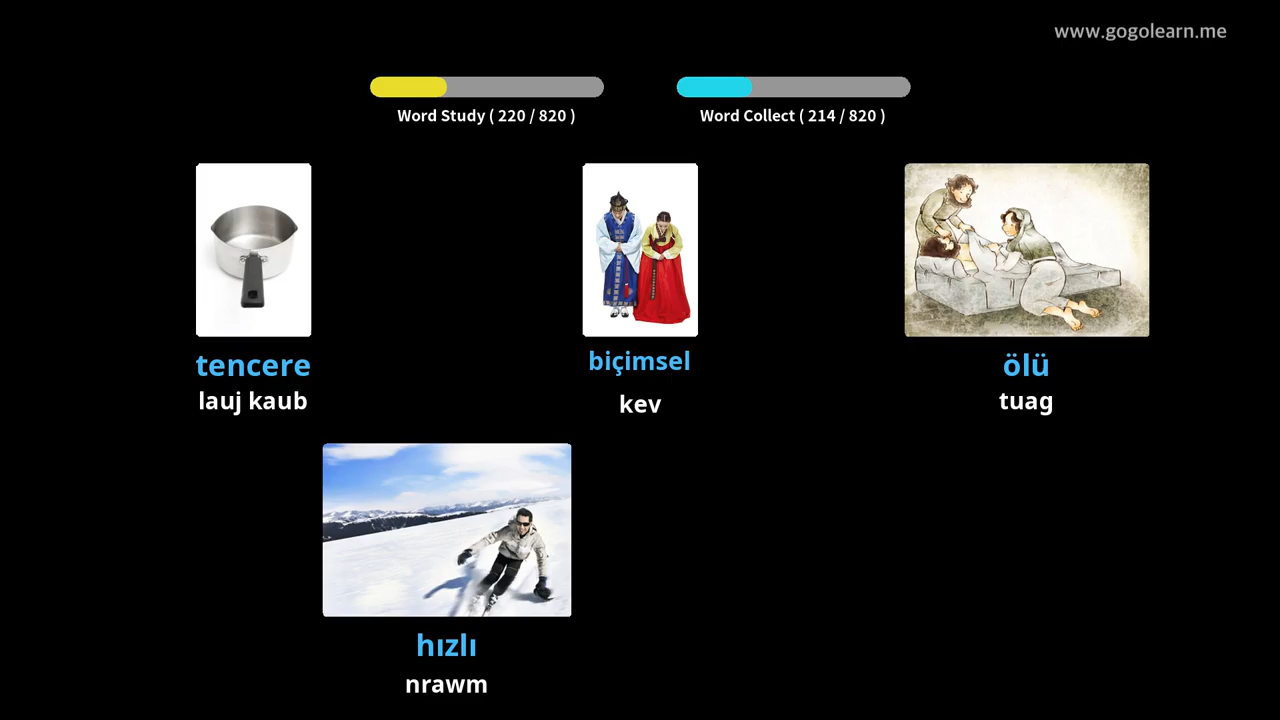 www.gogolearn.me
Word Study ( 220 / 820 )
Word Collect ( 214 / 820 )
tencere
lauj kaub
biçimsel
kev
ölü
tuag
hızlı
nrawm